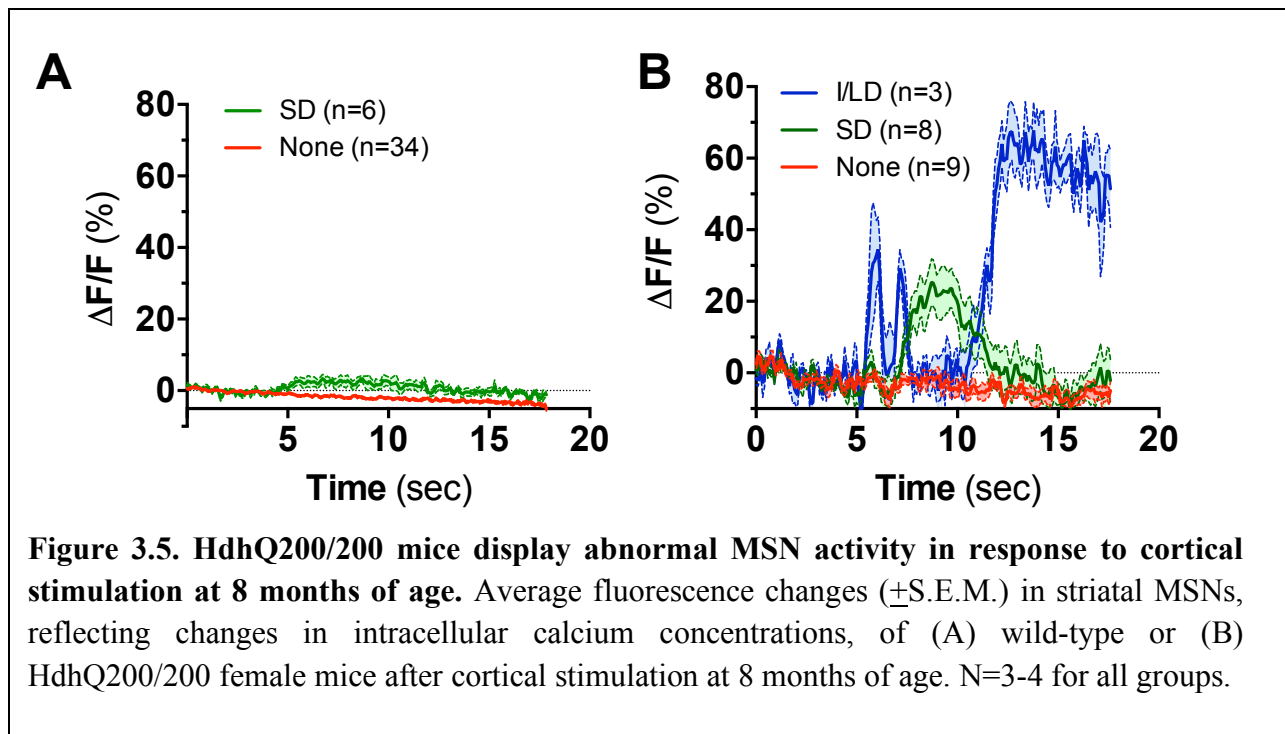 A
80
60
40
20
0
ΔF/F (%)
SD (n=6)
None (n=34)
5
10
15
20
Time (sec)
B
80
60
40
20
0
ΔF/F (%)
I/LD (n=3)
SD (n=8)
None (n=9)
0
5
10
15
20
Time (sec)
Figure 3.5. HdhQ200/200 mice display abnormal MSN activity in response to cortical
stimulation at 8 months of age. Average fluorescence changes (±S.E.M.) in striatal MSNs,
reflecting changes in intracellular calcium concentrations, of (A) wild-type or (B)
HdhQ200/200 female mice after cortical stimulation at 8 months of age. N=3-4 for all groups.